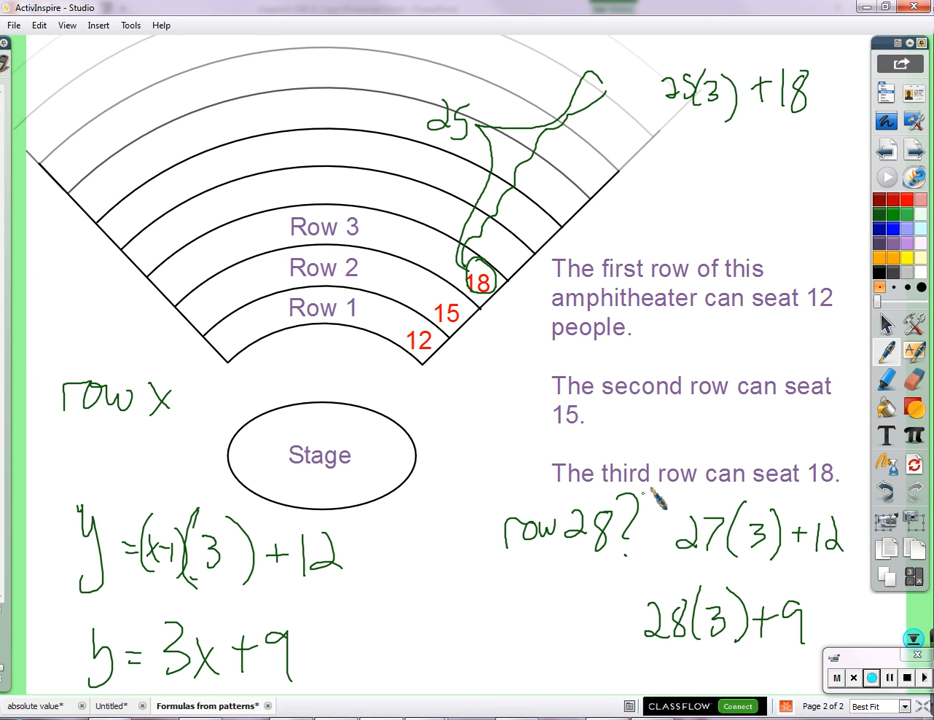 ActivInspire - Studio
File Edit View Insert Tools Help
25
25(3) + 18
Row 3
Row 2
Row 1
18
15
12
The first row of this
amphitheater can seat 12
people.
The second row can seat
15.
The third row can seat 18.
row x
Stage
row 28?
27(3)+12
28(3)+9
y = (x-1)(3) + 12
y = 3x + 9
absolute value*
Untitled*
Formulas from patterns*
CLASSFLOW Connect
Page 2 of 2
Best Fit
M